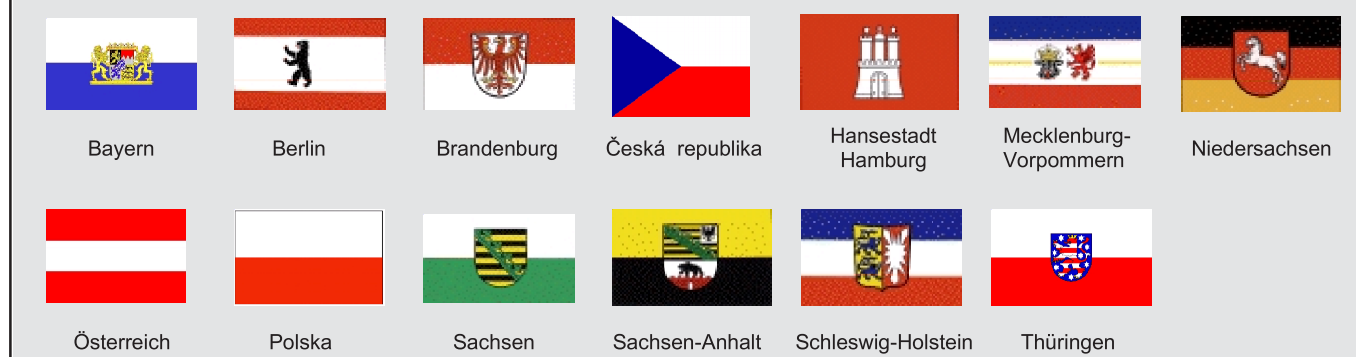 Bayern
Berlin
Brandenburg
Česká republika
Hansestadt
Hamburg
Mecklenburg-
Vorpommern
Niedersachsen
Österreich
Polska
Sachsen
Sachsen-Anhalt
Schleswig-Holstein
Thüringen